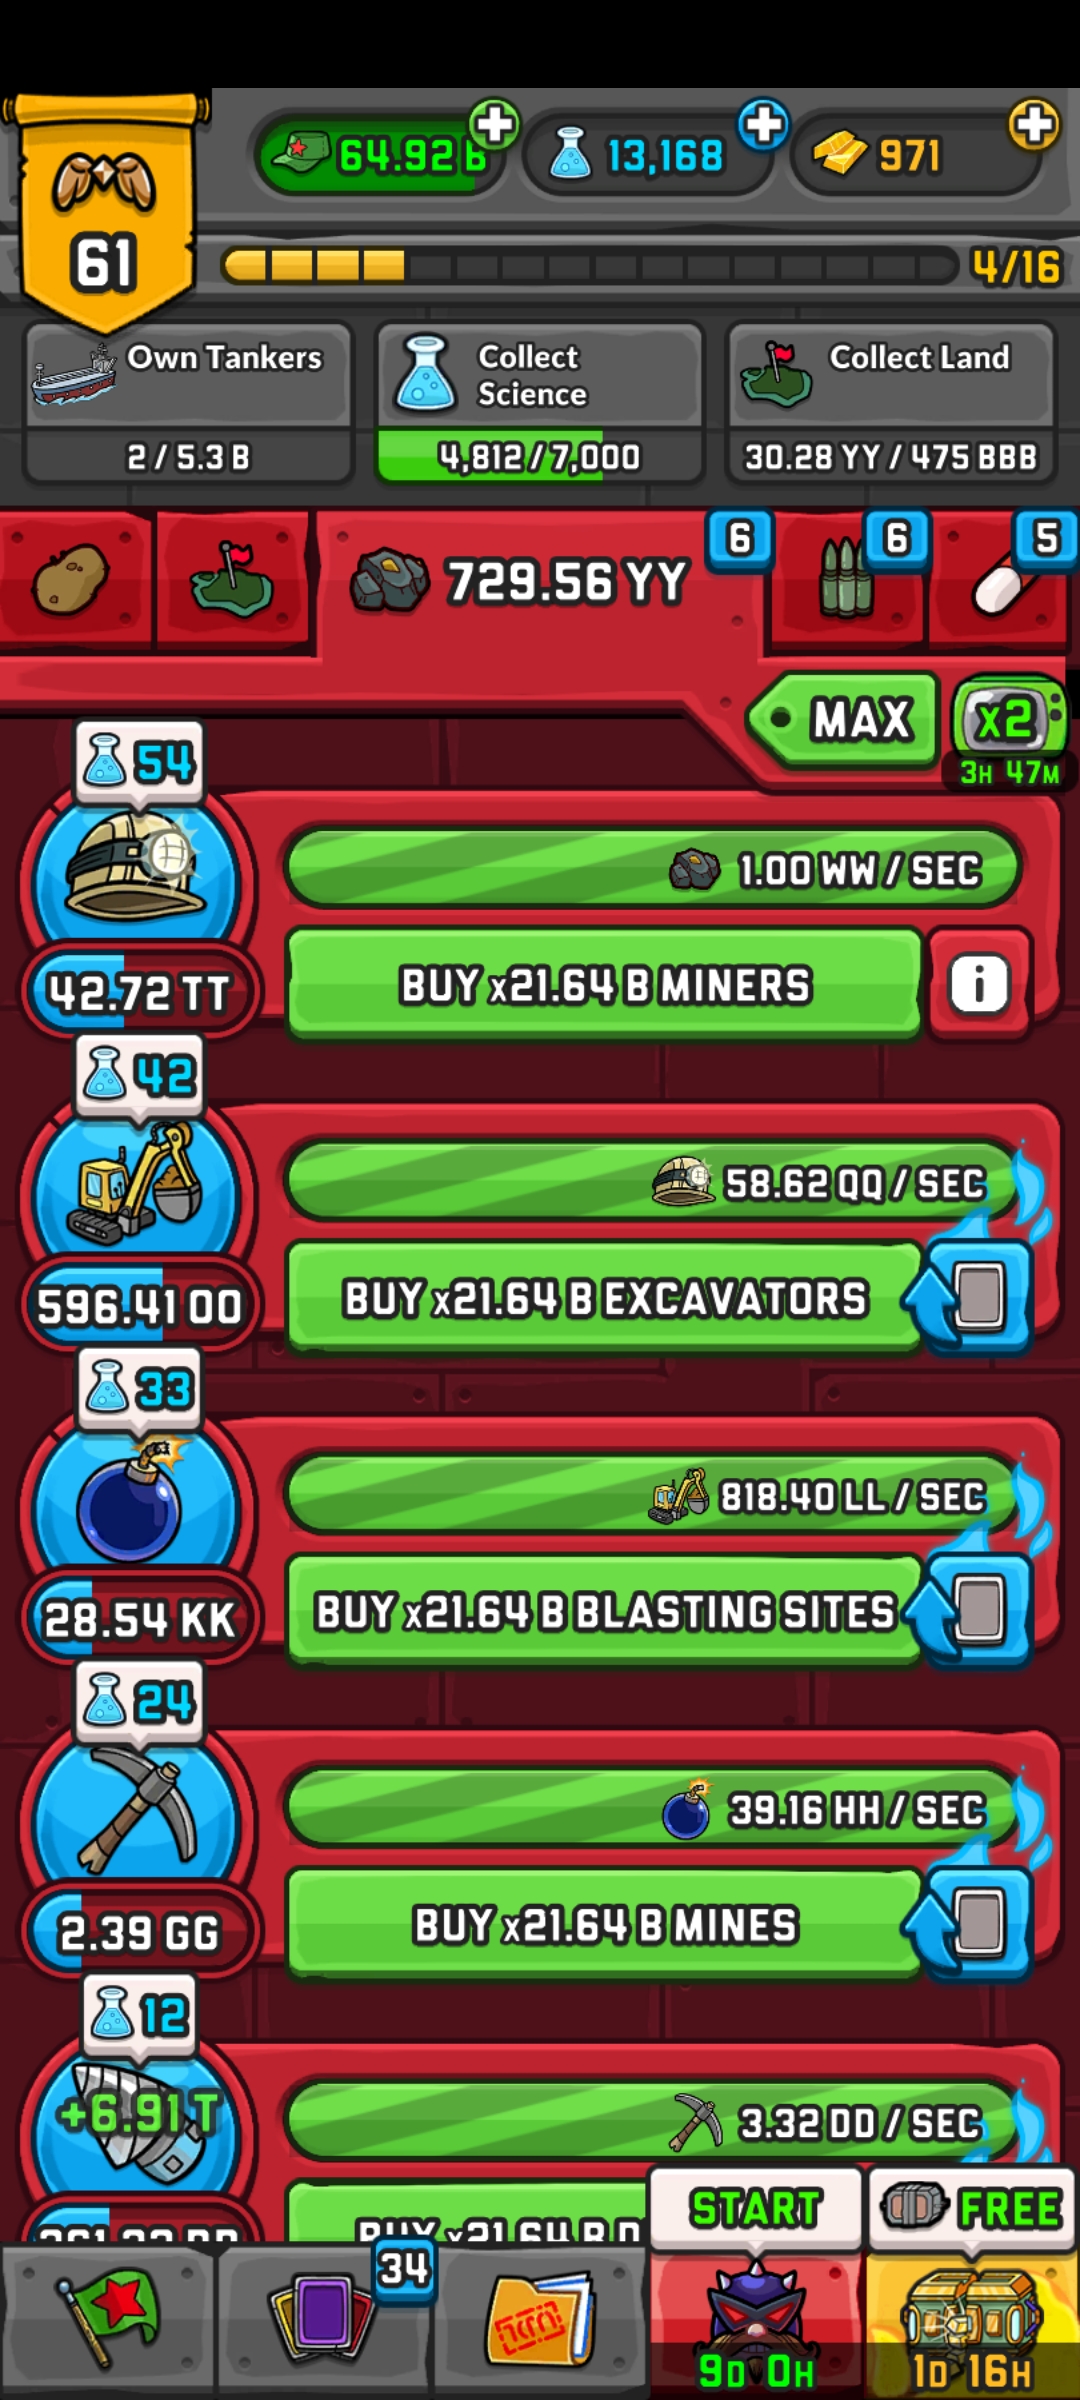 64.92 B
13,168
971
61
4/16
Own Tankers
2 / 5.3 B
Collect
Science
4,812 / 7,000
Collect Land
30.28 YY / 475 BBB
729.56 YY
6
6
5
MAX
x2
3H 47M
54
1.00 WW / SEC
42.72 TT
BUY x21.64 B MINERS
i
42
58.62 QQ / SEC
596.41 OO
BUY x21.64 B EXCAVATORS
33
818.40 LL / SEC
28.54 KK
BUY x21.64 B BLASTING SITES
24
39.16 HH / SEC
2.39 GG
BUY x21.64 B MINES
12
+6.91 T
3.32 DD / SEC
BUY x21.64 B
START
FREE
34
9D 0H
1D 16H